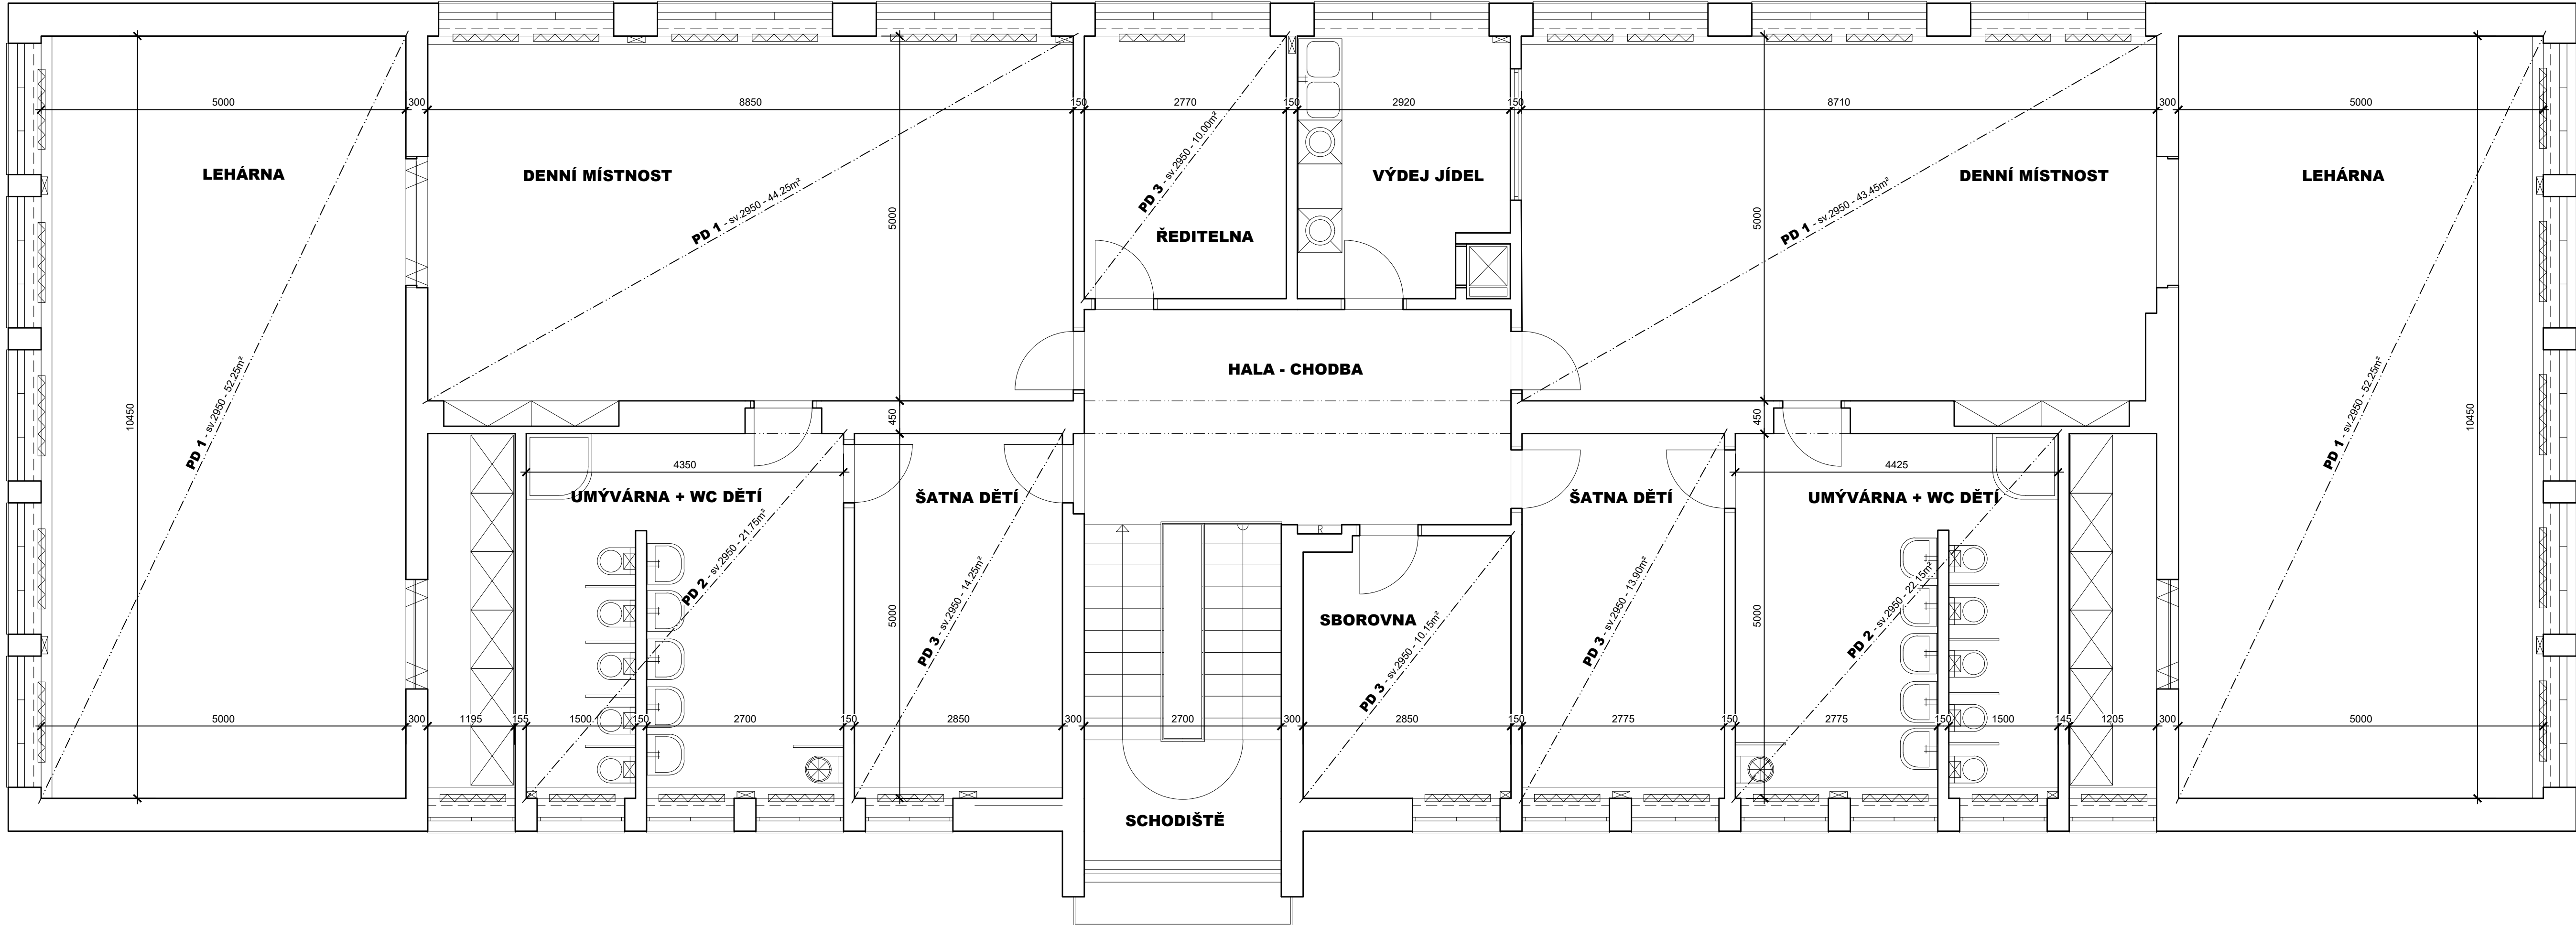 5000
300
8850
150
2770
150
2920
150
8710
300
5000
LEHÁRNA
DENNÍ MÍSTNOST
VÝDEJ JÍDEL
DENNÍ MÍSTNOST
LEHÁRNA
PD 1 - sv.2950 - 44.25m²
PD 3 - sv.2950 - 10.00m²
PD 1 - sv.2950 - 43.45m²
5000
5000
ŘEDITELNA
HALA - CHODBA
PD 1 - sv.2950 - 52.25m²
PD 1 - sv.2950 - 52.25m²
10450
10450
450
450
4350
4425
UMÝVÁRNA + WC DĚTÍ
ŠATNA DĚTÍ
ŠATNA DĚTÍ
UMÝVÁRNA + WC DĚTÍ
R
PD 2 - sv.2950 - 21.75m²
PD 3 - sv.2950 - 14.25m²
PD 3 - sv.2950 - 13.90m²
PD 2 - sv.2950 - 22.15m²
5000
5000
SBOROVNA
PD 3 - sv.2950 - 10.15m²
5000
300
1195
155
1500
150
2700
150
2850
300
2700
300
2850
150
2775
150
2775
150
1500
145
1205
300
5000
SCHODIŠTĚ